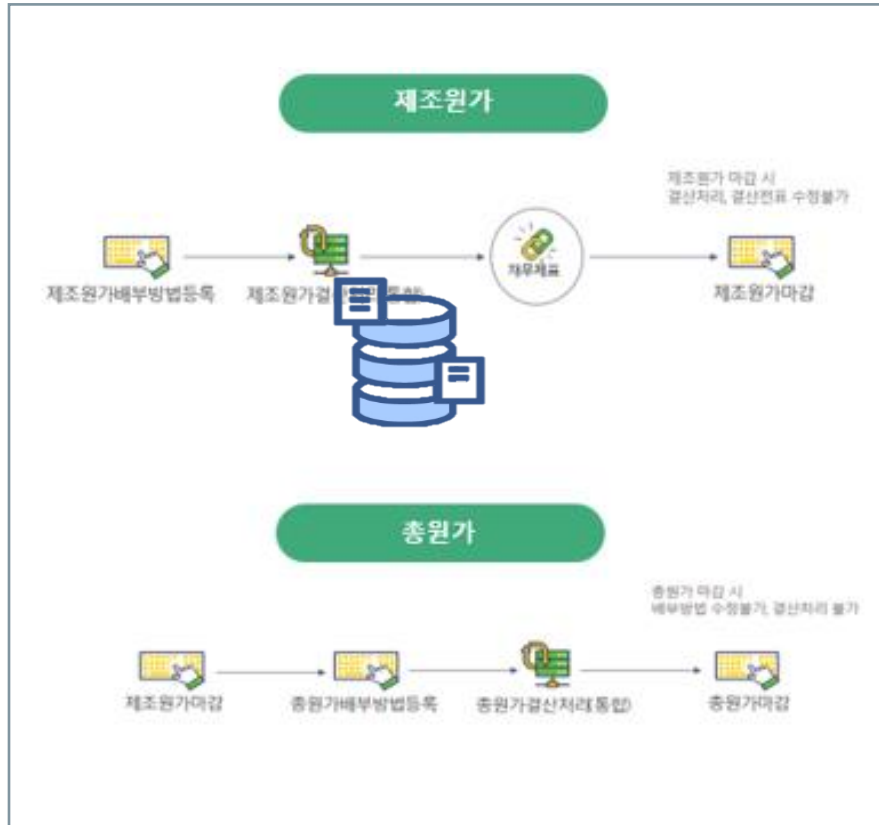 제조원가
제조원가 마감 시
결산처리, 결산전표 수정불가
제조원가배부방법등록
재무제표
제조원가마감
총원가
총원가 마감 시
배부방법 수정불가, 결산처리 불가
제조원가마감
총원가배부방법등록
총원가결산처리(통합)
총원가마감